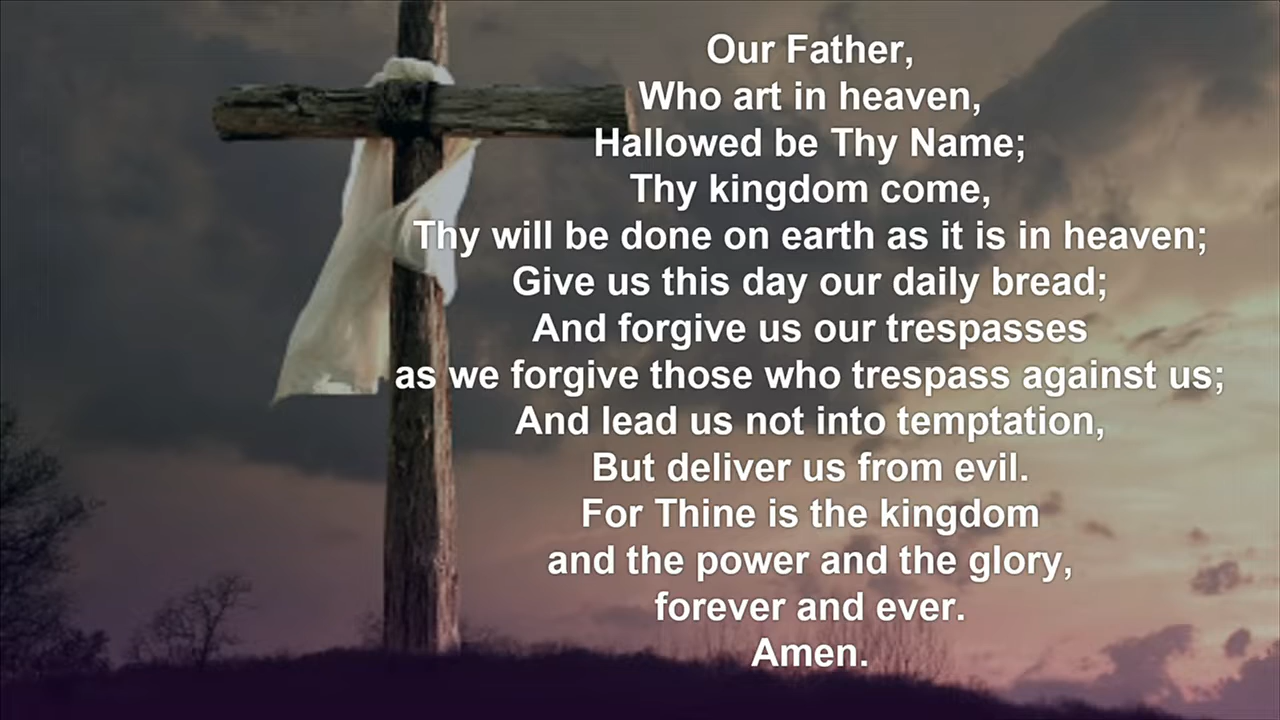 Our Father,
Who art in heaven,
Hallowed be Thy Name;
Thy kingdom come,
Thy will be done on earth as it is in heaven;
Give us this day our daily bread;
And forgive us our trespasses
as we forgive those who trespass against us;
And lead us not into temptation,
But deliver us from evil.
For Thine is the kingdom
and the power and the glory,
forever and ever.
Amen.